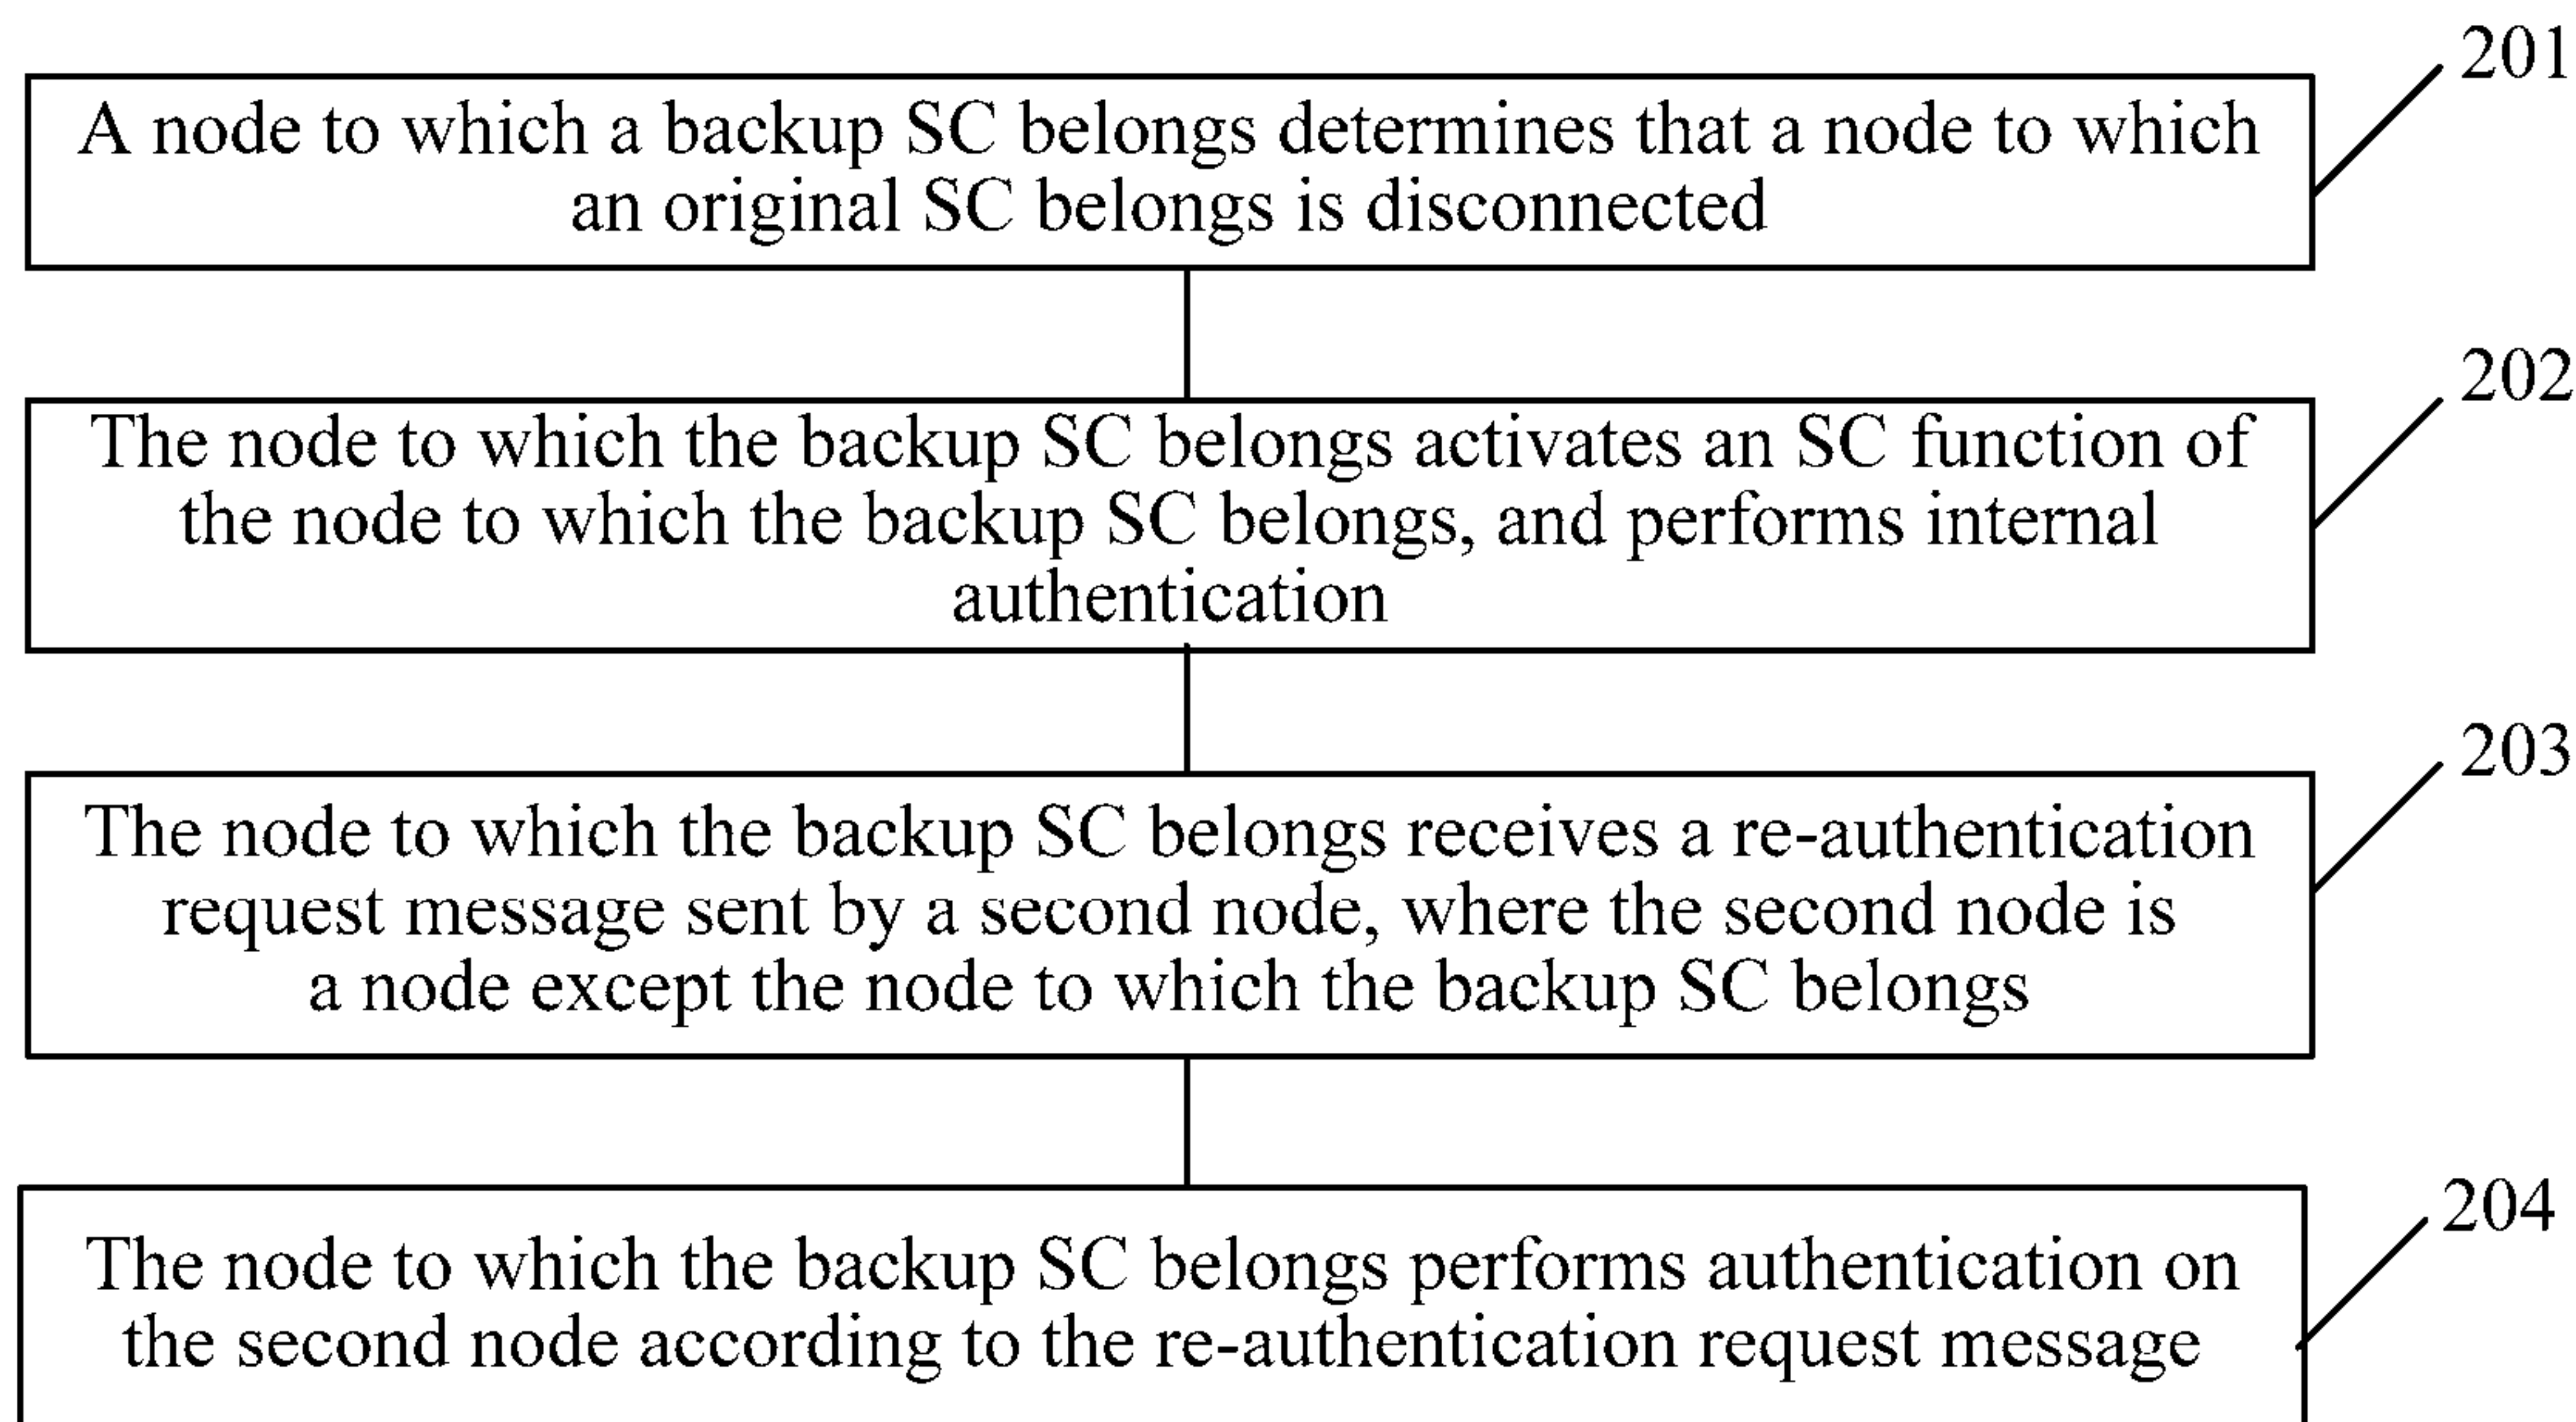 201
A node to which a backup SC belongs determines that a node to which
an original SC belongs is disconnected
202
The node to which the backup SC belongs activates an SC function of
the node to which the backup SC belongs, and performs internal
authentication
203
The node to which the backup SC belongs receives a re-authentication
request message sent by a second node, where the second node is
a node except the node to which the backup SC belongs
204
The node to which the backup SC belongs performs authentication on
the second node according to the re-authentication request message